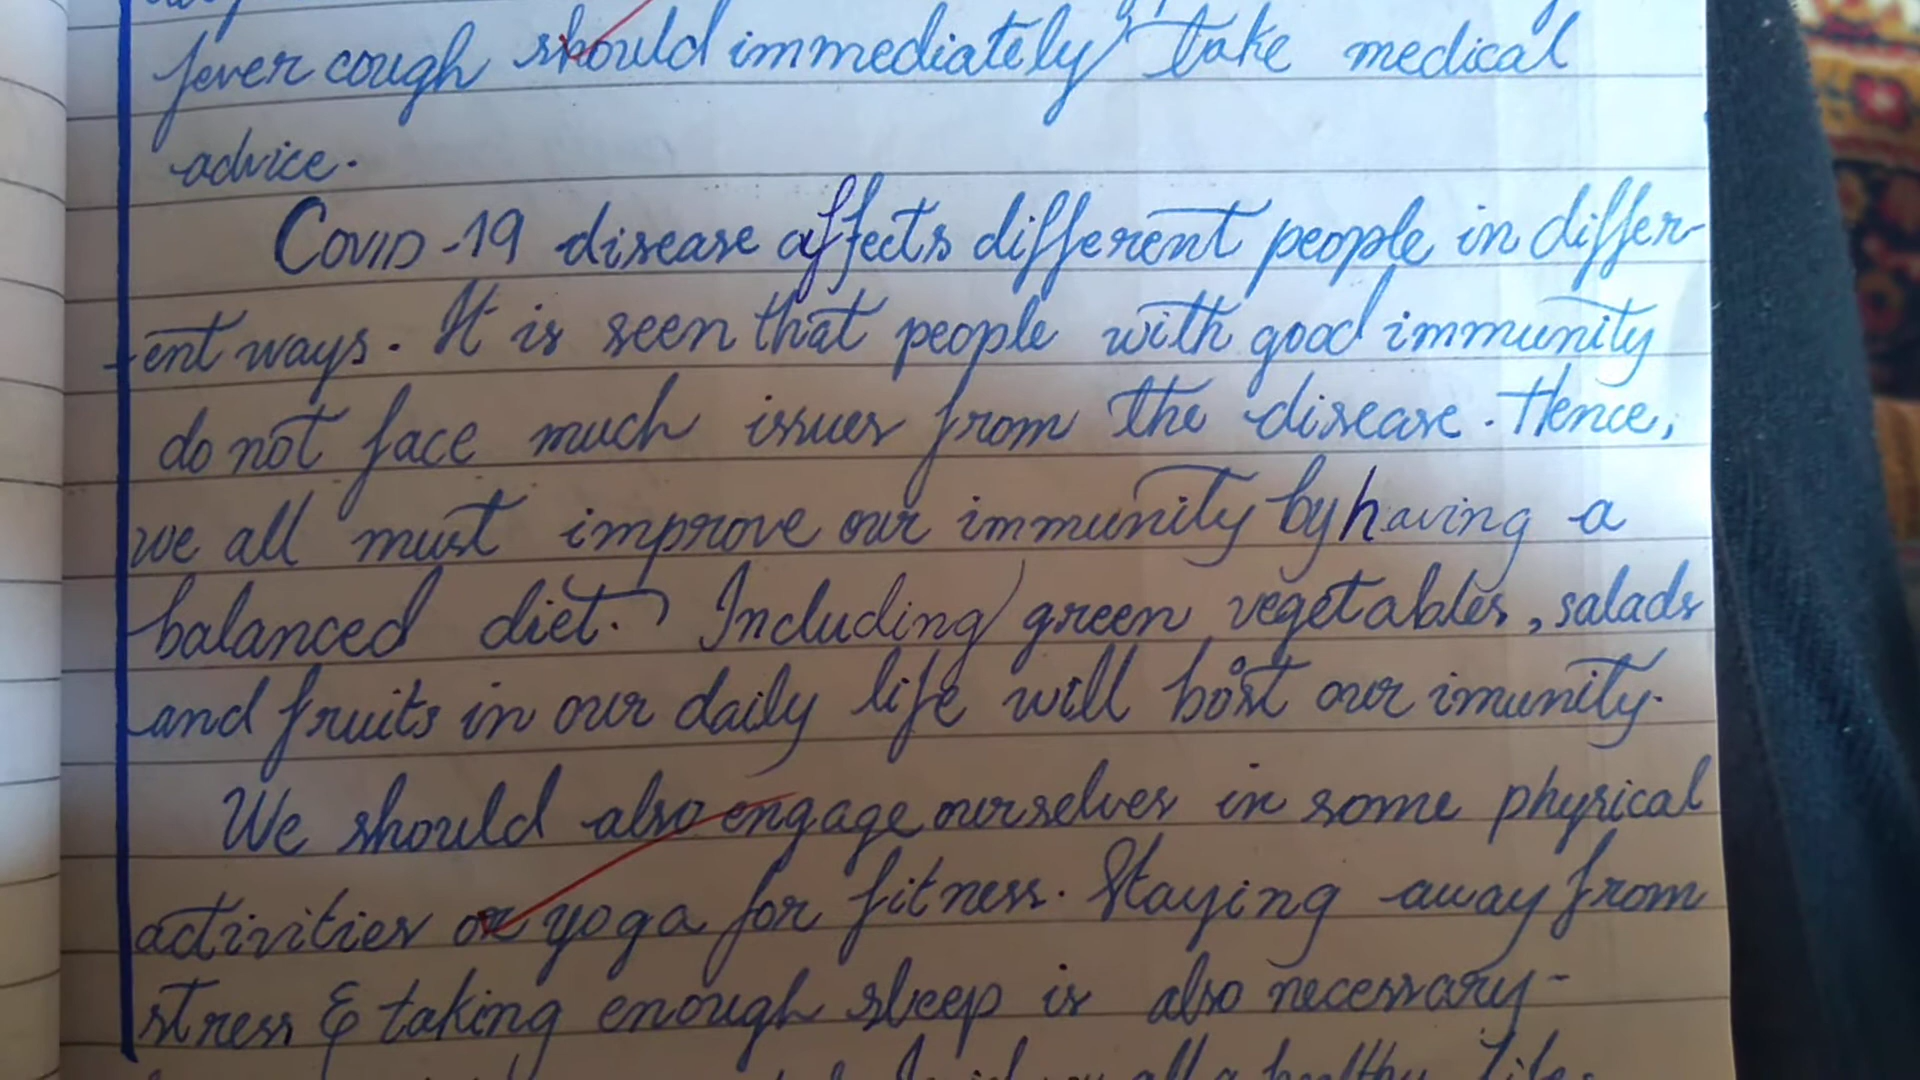 fever cough should immediately take medical
advice.
COVID-19 disease affects different people in differ-
-ent ways. It is seen that people with good immunity
do not face much issues from the disease. Hence,
we all must improve our immunity by having a
balanced diet. Including green vegetables, salads
and fruits in our daily life will boost our imunity.
We should also engage ourselves in some physical
activities or yoga for fitness. Staying away from
stress & taking enough sleep is also necessary-
all a healthy life.